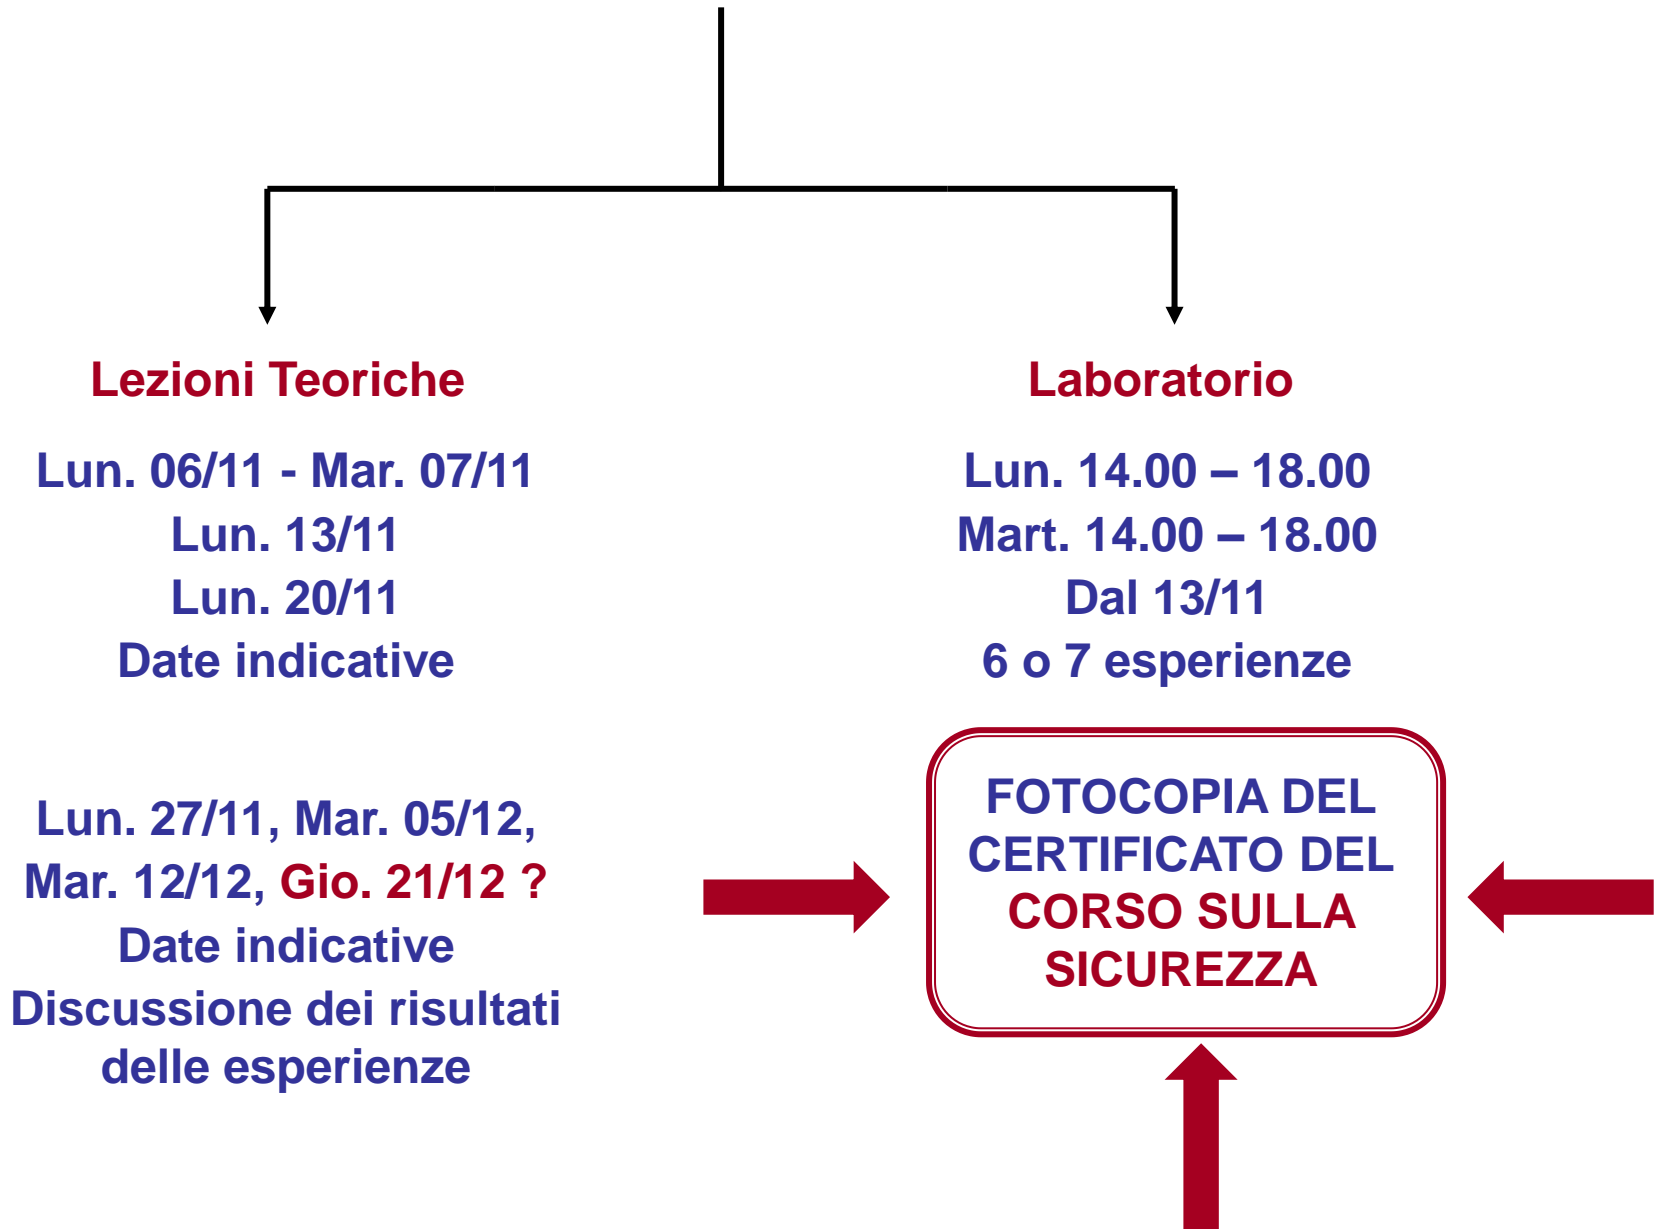 Lezioni Teoriche
Lun. 06/11 - Mar. 07/11
Lun. 13/11
Lun. 20/11
Date indicative
Lun. 27/11, Mar. 05/12,
Mar. 12/12, Gio. 21/12 ?
Date indicative
Discussione dei risultati
delle esperienze
Laboratorio
Lun. 14.00 – 18.00
Mart. 14.00 – 18.00
Dal 13/11
6 o 7 esperienze
FOTOCOPIA DEL
CERTIFICATO DEL
CORSO SULLA
SICUREZZA